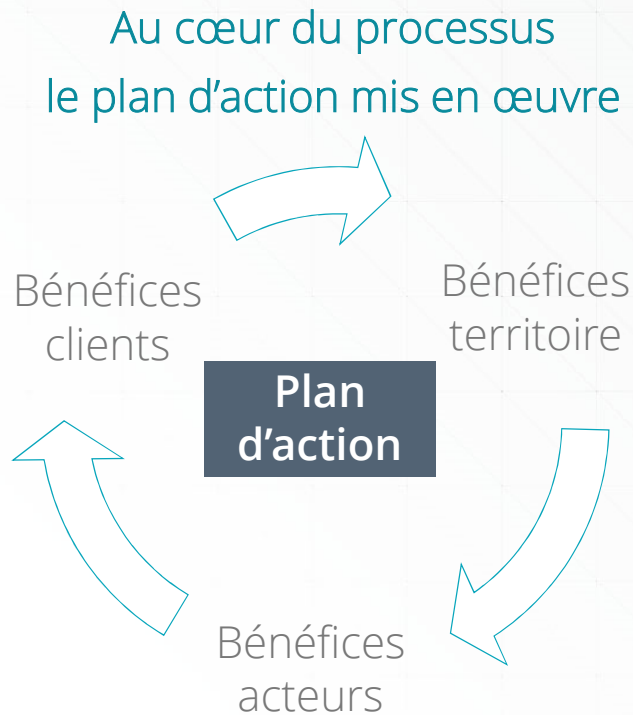 Au cœur du processus
le plan d’action mis en œuvre
Bénéfices
clients
Bénéfices
territoire
Plan
d’action
Bénéfices
acteurs